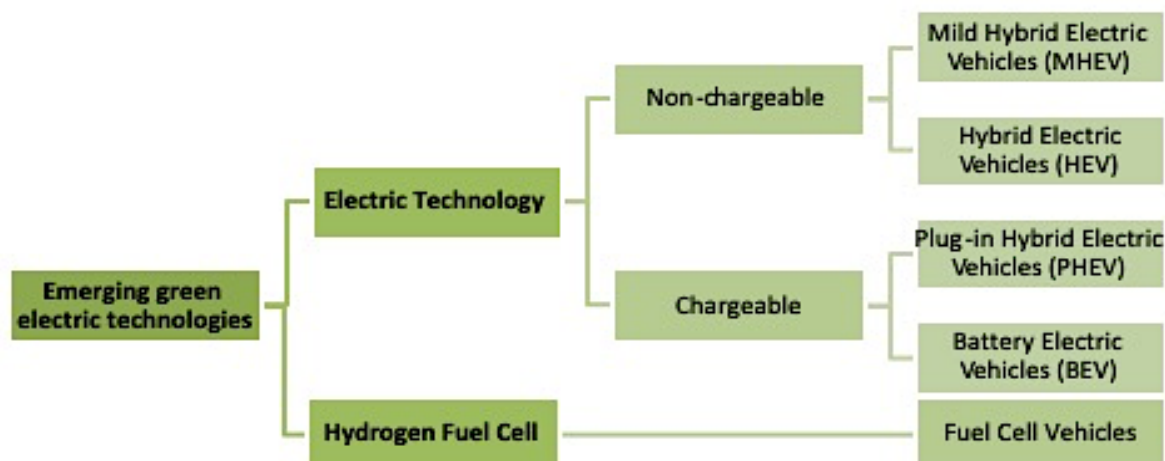 Mild Hybrid Electric
Vehicles (MHEV)
Non-chargeable
Hybrid Electric
Vehicles (HEV)
Electric Technology
Plug-in Hybrid Electric
Vehicles (PHEV)
Emerging green
electric technologies
Chargeable
Battery Electric
Vehicles (BEV)
Hydrogen Fuel Cell
Fuel Cell Vehicles